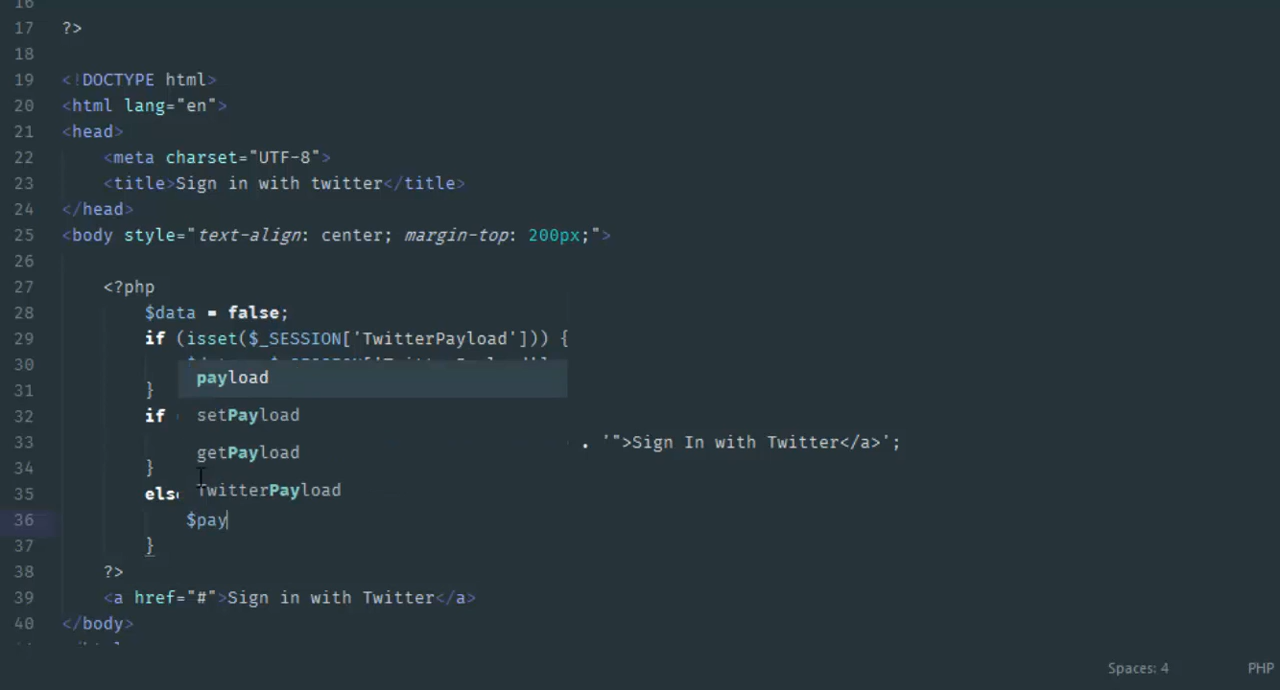 16
17 ?>
18
19 <!DOCTYPE html>
20 <html lang="en">
21 <head>
22 <meta charset="UTF-8">
23 <title>Sign in with twitter</title>
24 </head>
25 <body style="text-align: center; margin-top: 200px;">
26
27 <?php
28 $data = false;
29 if (isset($_SESSION['TwitterPayload'])) {
30
payload
31 }
32 if
setPayload
33 . '">Sign In with Twitter</a>';
getPayload
34 }
35
TwitterPayload
36 $pay
37 }
38 ?>
39 <a href="#">Sign in with Twitter</a>
40 </body>
Spaces: 4 PHP